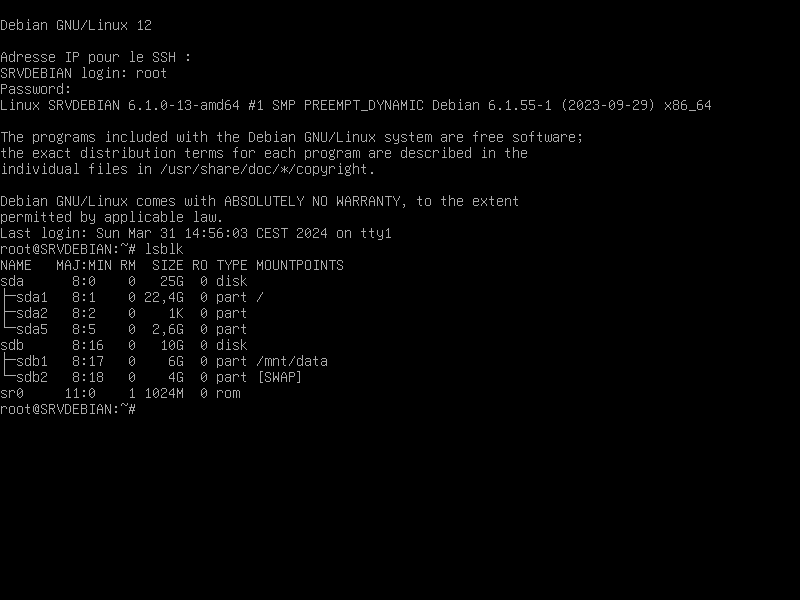 Debian GNU/Linux 12
Adresse IP pour le SSH :
SRVDEBIAN login: root
Password:
Linux SRVDEBIAN 6.1.0-13-amd64 #1 SMP PREEMPT_DYNAMIC Debian 6.1.55-1 (2023-09-29) x86_64
The programs included with the Debian GNU/Linux system are free software;
the exact distribution terms for each program are described in the
individual files in /usr/share/doc/*/copyright.
Debian GNU/Linux comes with ABSOLUTELY NO WARRANTY, to the extent
permitted by applicable law.
Last login: Sun Mar 31 14:56:03 CEST 2024 on tty1
root@SRVDEBIAN:~# lsblk
NAME   MAJ:MIN RM  SIZE RO TYPE MOUNTPOINTS
sda      8:0    0   25G  0 disk
├─sda1   8:1    0 22,4G  0 part /
├─sda2   8:2    0    1K  0 part
└─sda5   8:5    0  2,6G  0 part
sdb      8:16   0   10G  0 disk
├─sdb1   8:17   0    6G  0 part /mnt/data
└─sdb2   8:18   0    4G  0 part [SWAP]
sr0     11:0    1 1024M  0 rom
root@SRVDEBIAN:~#